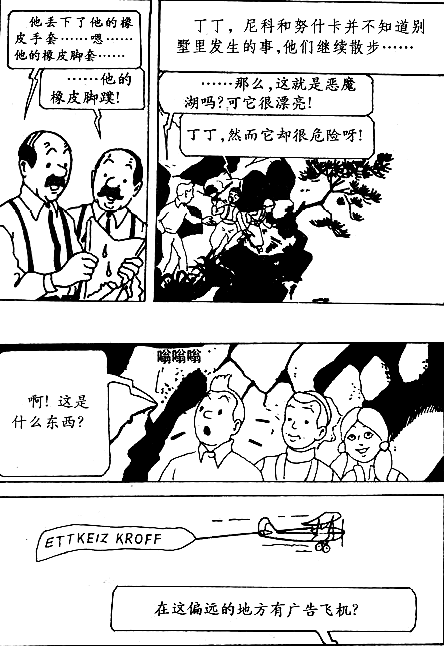 他丢下了他的橡
皮手套……嗯……
他的橡皮脚套……
……他的
橡皮脚蹼!
丁丁,尼科和努什卡并不知道别
墅里发生的事,他们继续散步……
……那么,这就是恶魔
湖吗?可它很漂亮!
丁丁,然而它却很危险呀!
嗡嗡嗡
啊!这是
什么东西?
ETTKEIZ KROFF
在这偏远的地方有广告飞机?